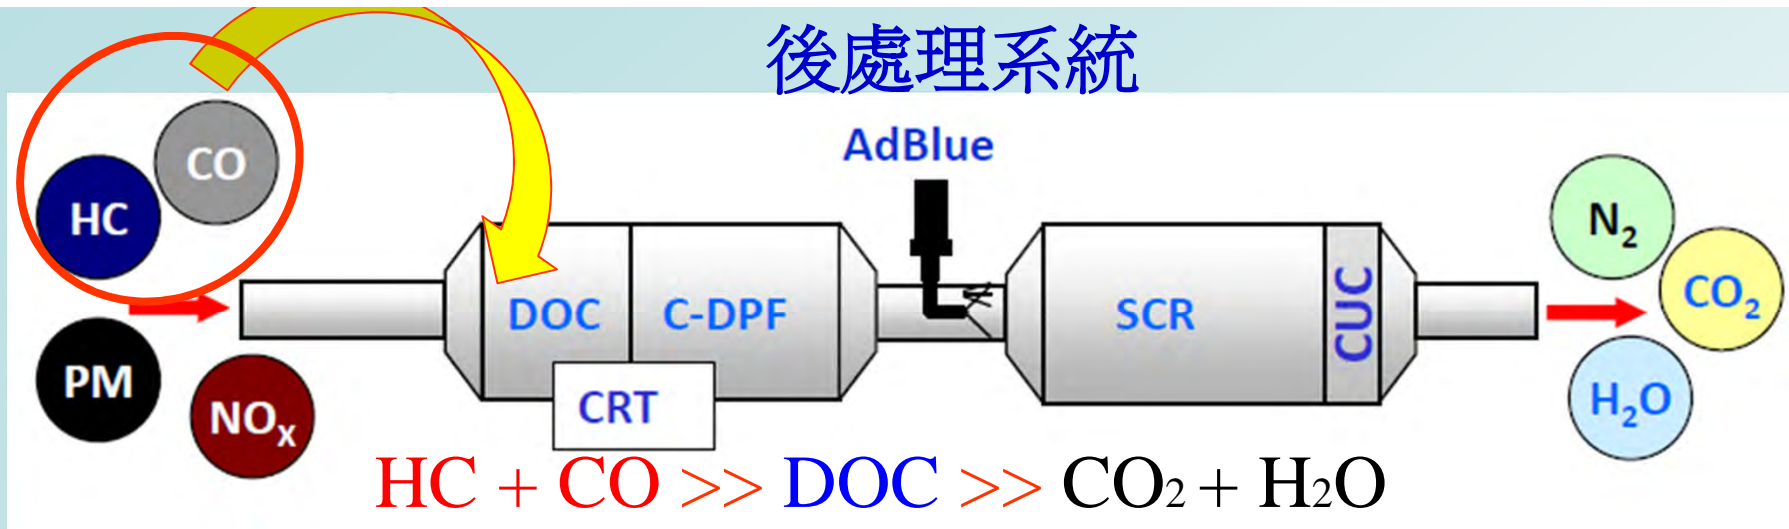 後處理系統
AdBlue
CO
HC
PM
NOx
DOC
C-DPF
CRT
SCR
CUC
N2
CO2
H2O
HC + CO >> DOC >> CO2 + H2O